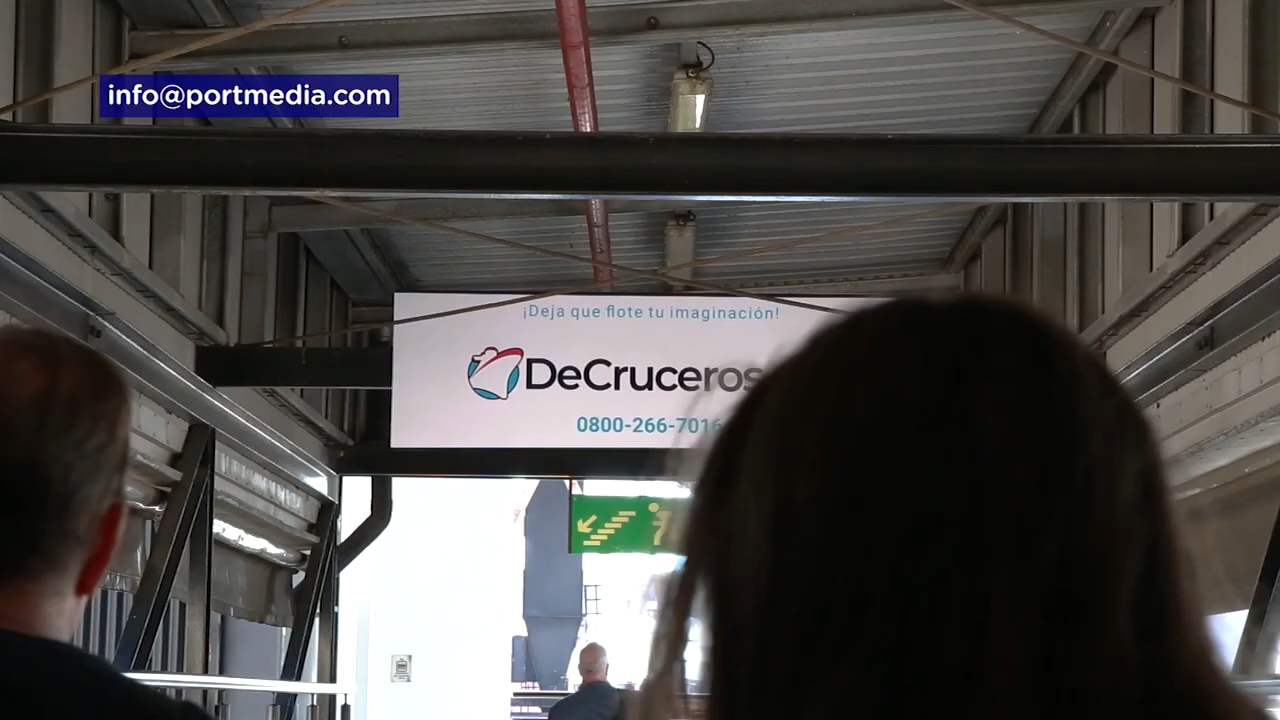 info@portmedia.com
¡Deja que flote tu imaginación!
DeCruceros
0800-266-7016